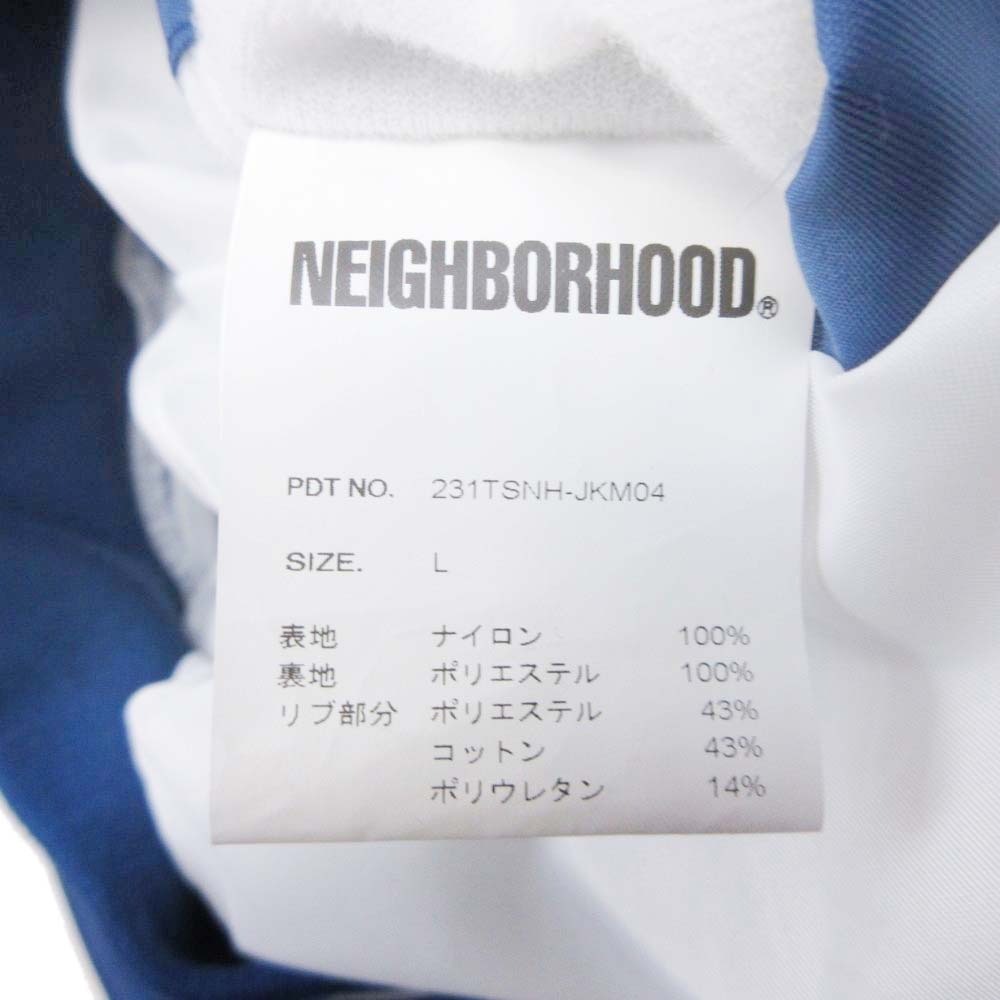 NEIGHBORHOOD®
PDT NO. 231TSNH-JKM04
SIZE. L
表地 ナイロン 100%
裏地 ポリエステル 100%
リブ部分 ポリエステル 43%
コットン 43%
ポリウレタン 14%